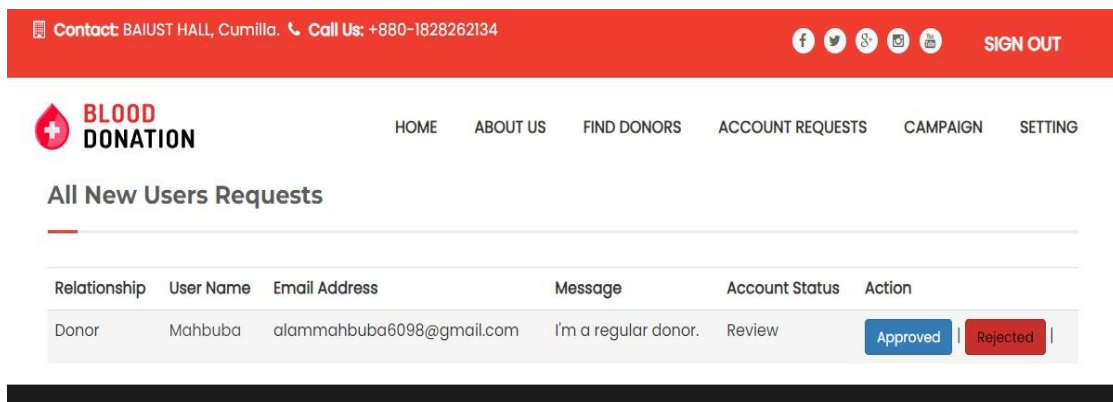 Contact: BAIUST HALL, Cumilla. Call Us: +880-1828262134
SIGN OUT
BLOOD
DONATION
HOME ABOUT US FIND DONORS ACCOUNT REQUESTS CAMPAIGN SETTING
All New Users Requests
Relationship User Name Email Address Message Account Status Action
Donor Mahbuba alammahbuba6098@gmail.com I'm a regular donor. Review Approved | Rejected |